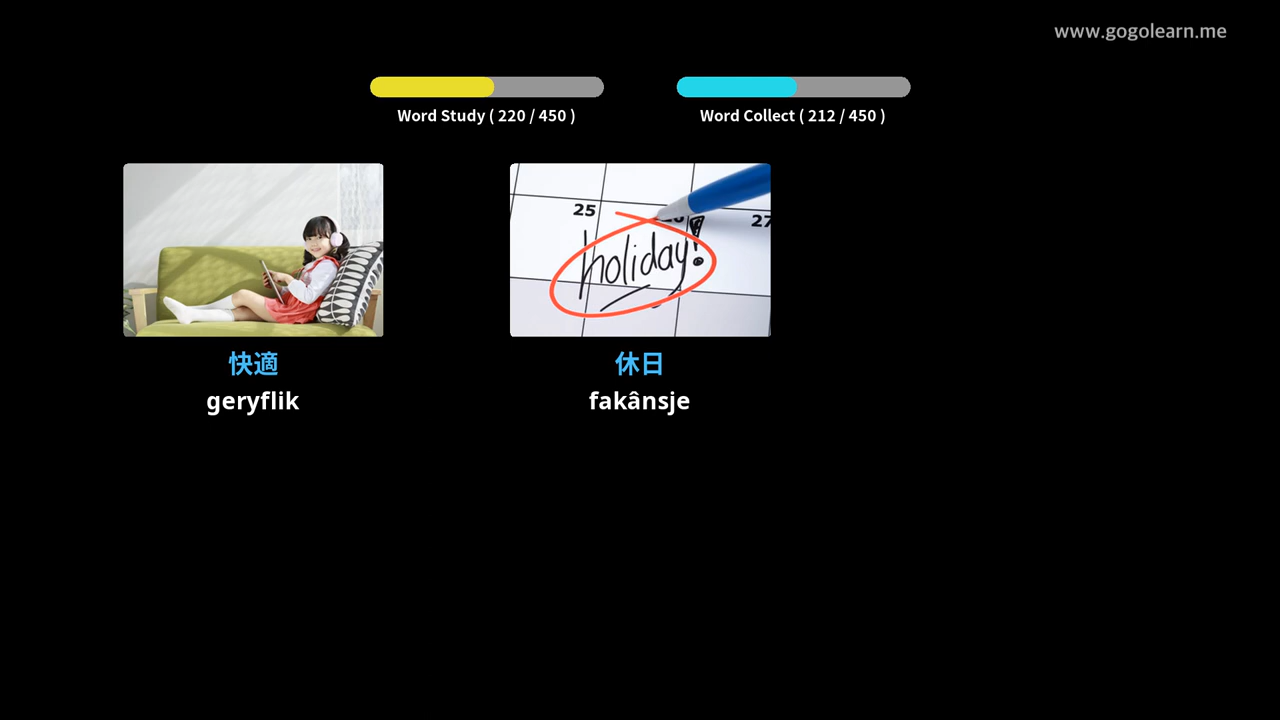 www.gogolearn.me
Word Study ( 220 / 450 )
Word Collect ( 212 / 450 )
25
27
holiday!
快適
休日
geryflik
fakânsje